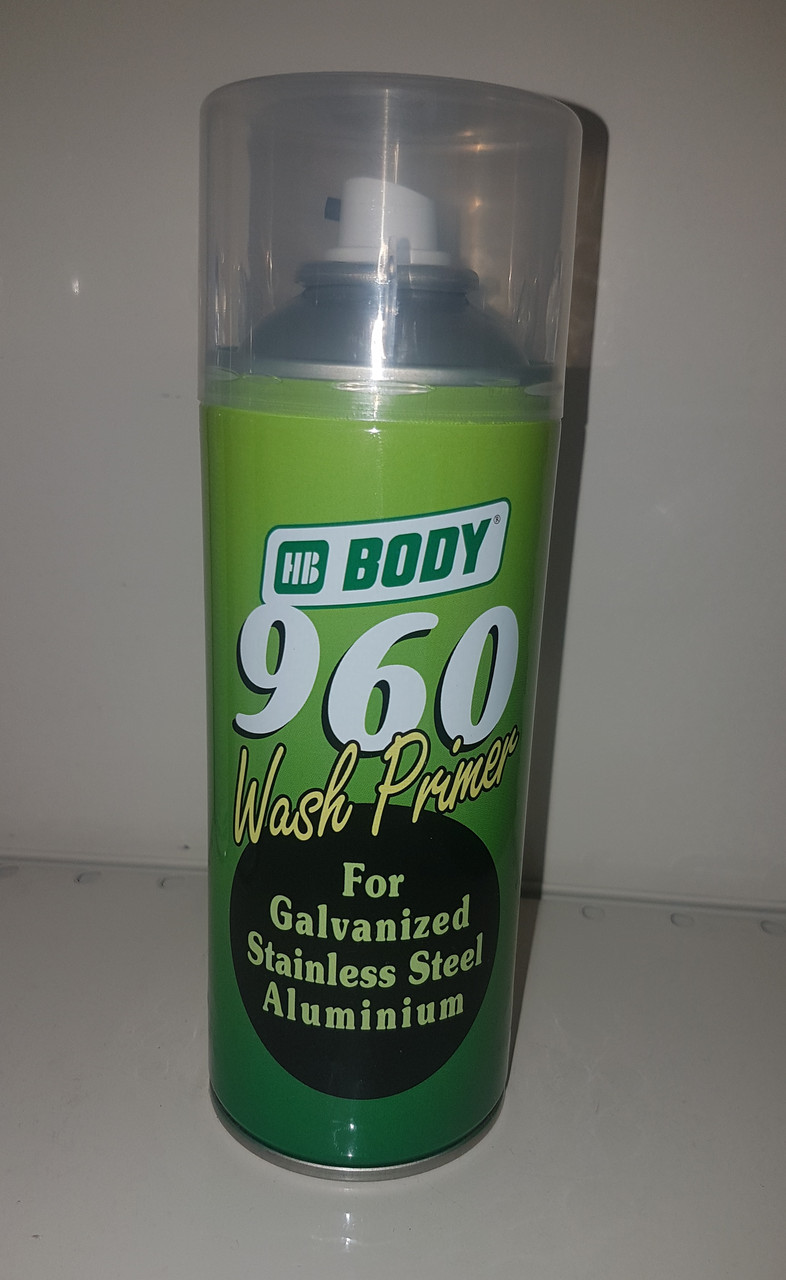 HB BODY®
960
Wash Primer
For
Galvanized
Stainless Steel
Aluminium